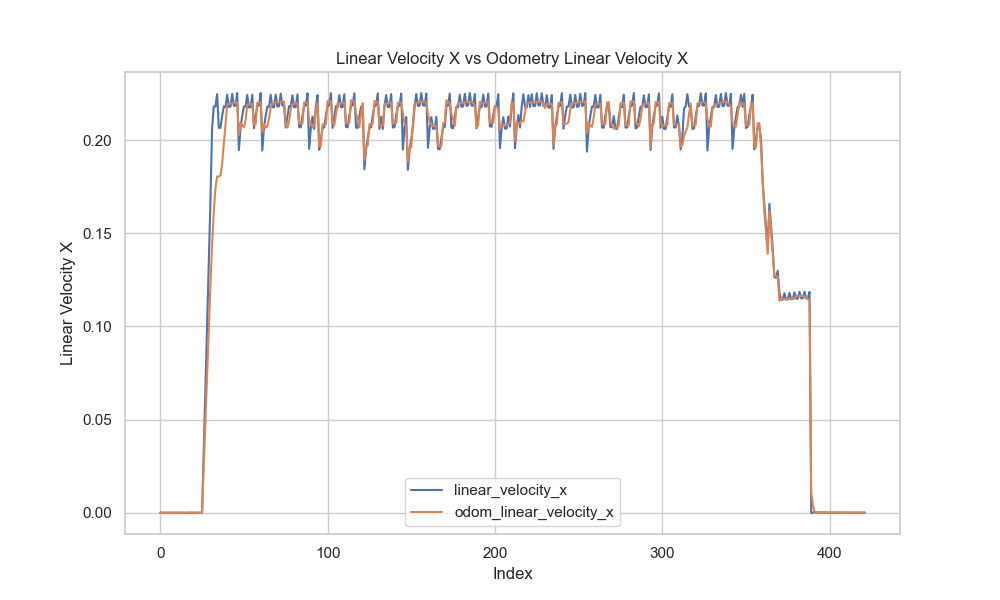 Linear Velocity X vs Odometry Linear Velocity X
Linear Velocity X
0.20
0.15
0.10
0.05
0.00
linear_velocity_x
odom_linear_velocity_x
0
100
200
300
400
Index